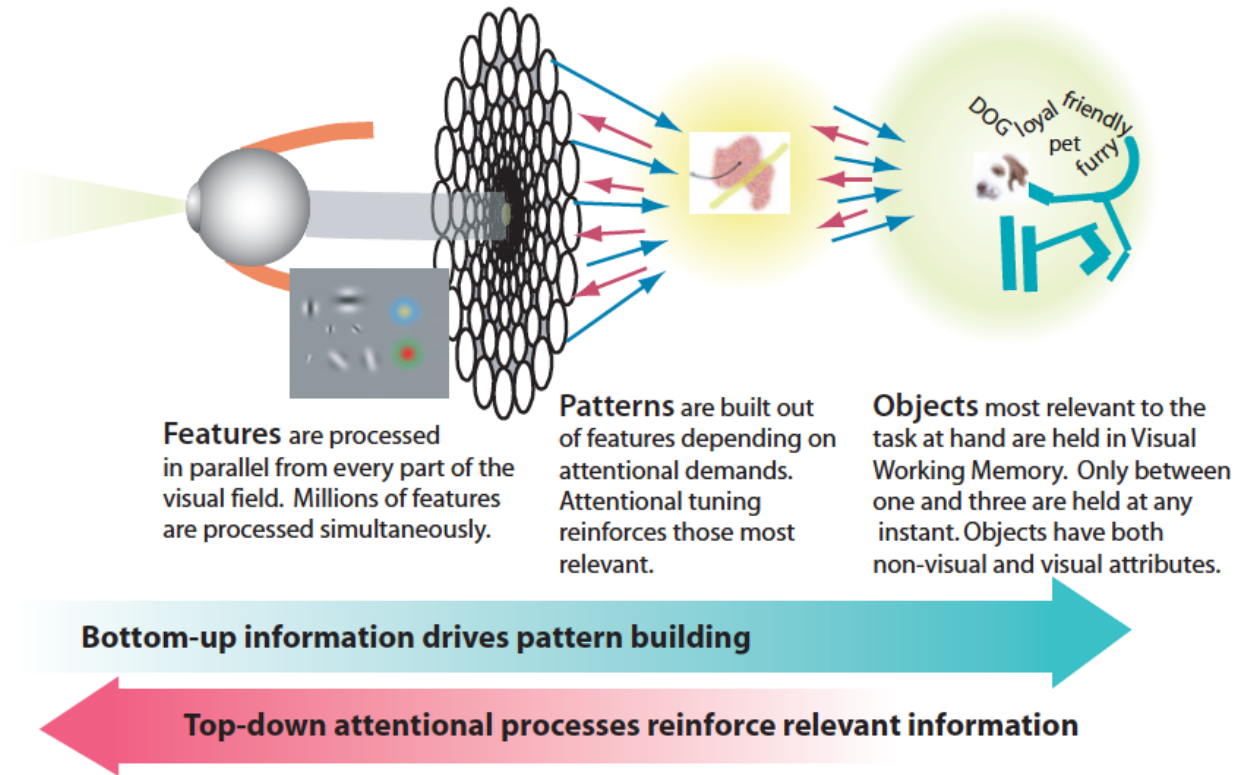 DOG loyal friendly
pet
furry
Features are processed
in parallel from every part of the
visual field. Millions of features
are processed simultaneously.
Patterns are built out
of features depending on
attentional demands.
Attentional tuning
reinforces those most
relevant.
Objects most relevant to the
task at hand are held in Visual
Working Memory. Only between
one and three are held at any
instant. Objects have both
non-visual and visual attributes.
Bottom-up information drives pattern building
Top-down attentional processes reinforce relevant information